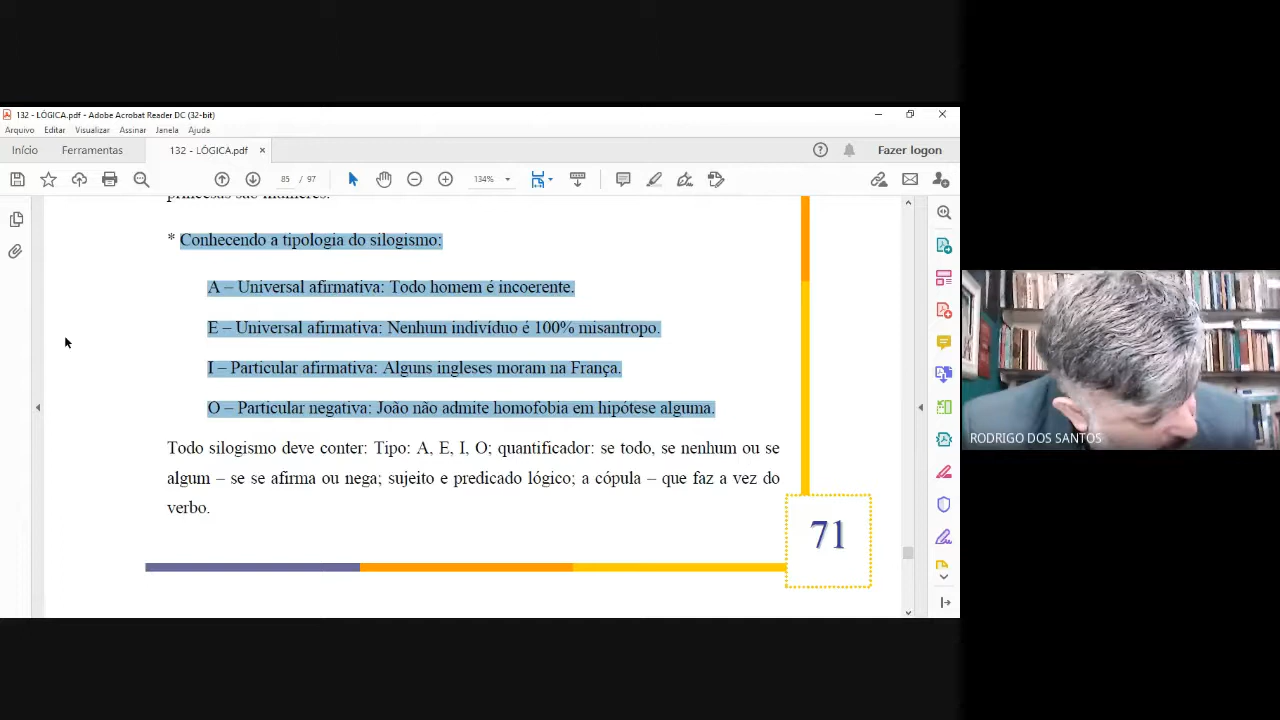 132 - LÓGICA.pdf - Adobe Acrobat Reader DC (32-bit)
Arquivo Editar Visualizar Assinar Janela Ajuda
Início Ferramentas 132 - LÓGICA.pdf × Fazer logon
85 / 97 134%
princesas são mulheres.
* Conhecendo a tipologia do silogismo:
A – Universal afirmativa: Todo homem é incoerente.
E – Universal afirmativa: Nenhum indivíduo é 100% misantropo.
I – Particular afirmativa: Alguns ingleses moram na França.
O – Particular negativa: João não admite homofobia em hipótese alguma.
Todo silogismo deve conter: Tipo: A, E, I, O; quantificador: se todo, se nenhum ou se
algum – se se afirma ou nega; sujeito e predicado lógico; a cópula – que faz a vez do
verbo.
71
RODRIGO DOS SANTOS